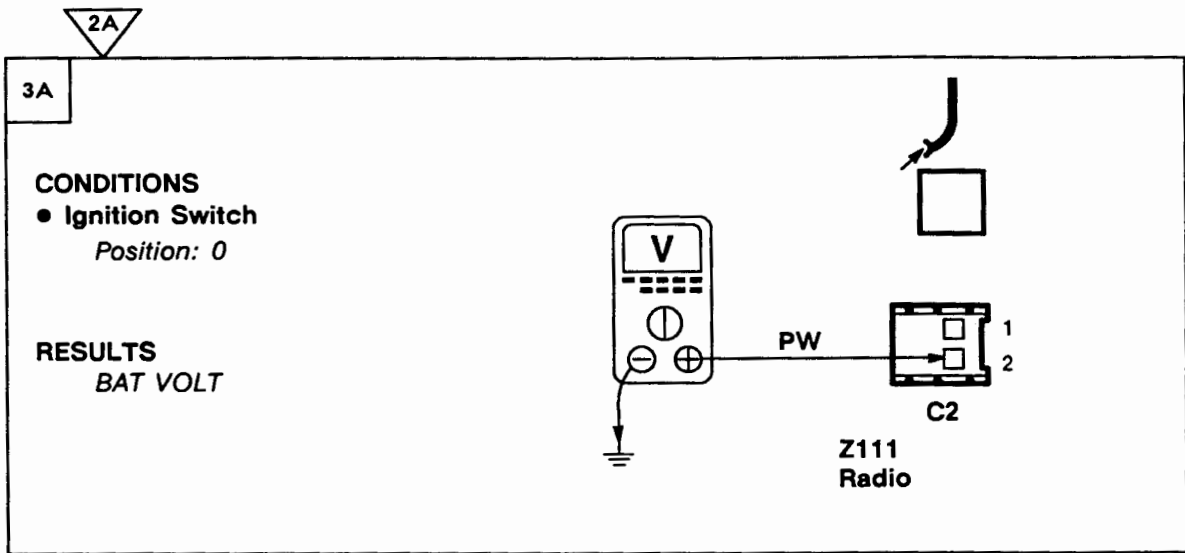 2A
3A
CONDITIONS
● Ignition Switch
Position: 0
RESULTS
BAT VOLT
V
PW
1
2
C2
Z111
Radio